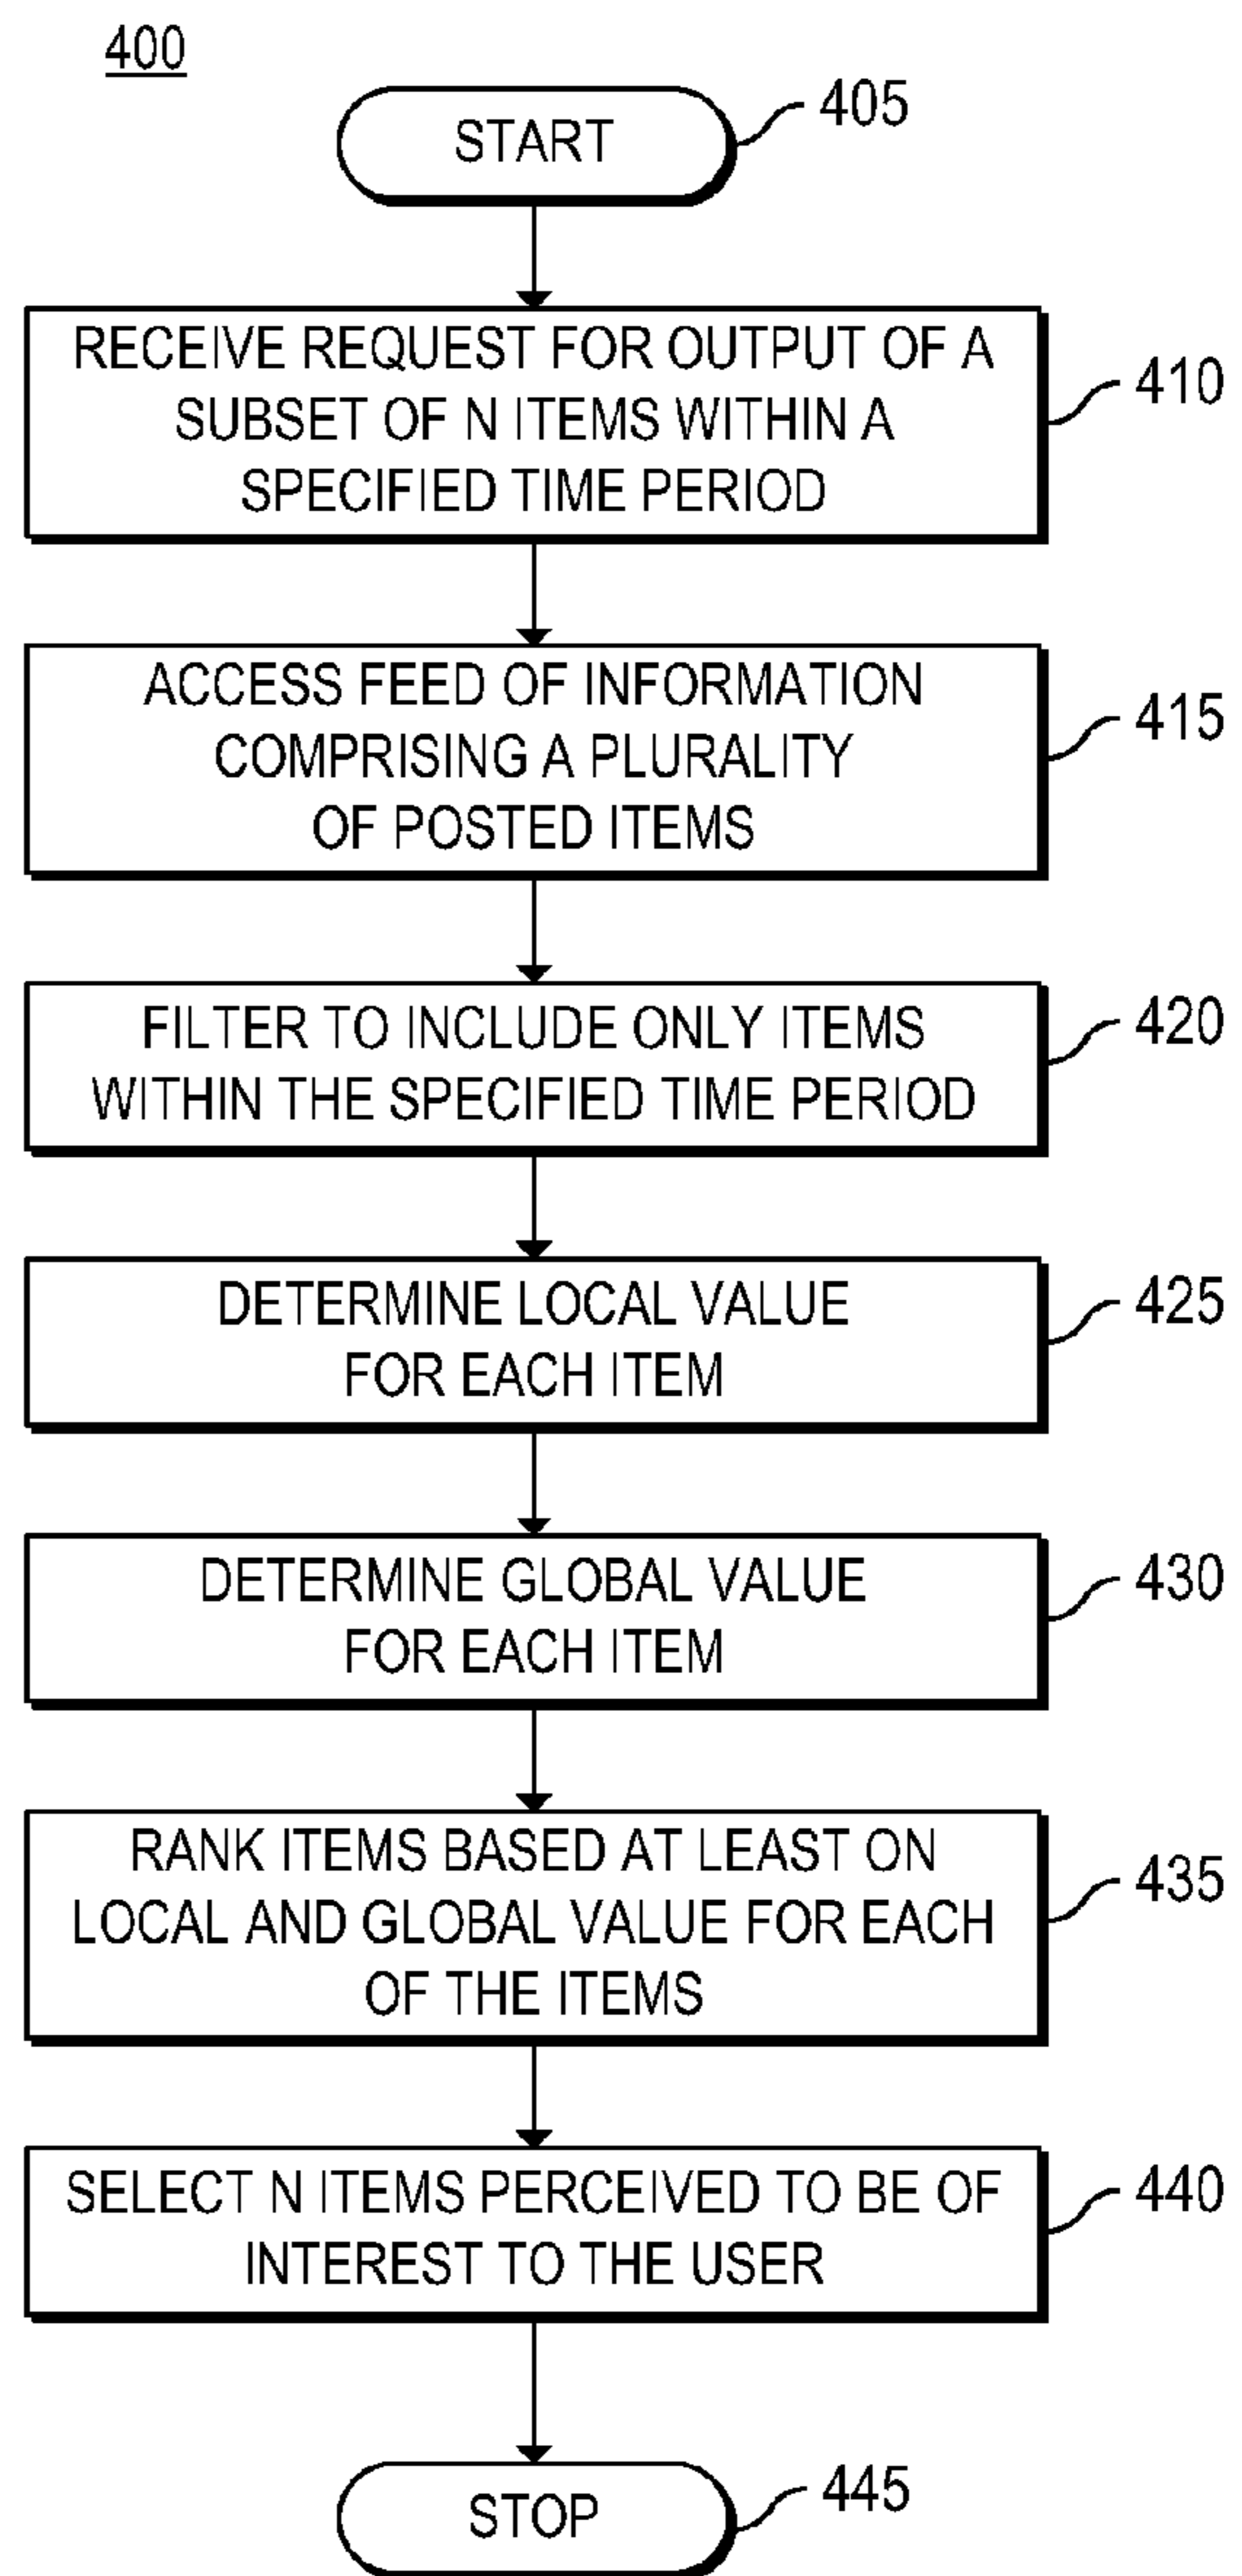 400
START
405
RECEIVE REQUEST FOR OUTPUT OF A
SUBSET OF N ITEMS WITHIN A
SPECIFIED TIME PERIOD
410
ACCESS FEED OF INFORMATION
COMPRISING A PLURALITY
OF POSTED ITEMS
415
FILTER TO INCLUDE ONLY ITEMS
WITHIN THE SPECIFIED TIME PERIOD
420
DETERMINE LOCAL VALUE
FOR EACH ITEM
425
DETERMINE GLOBAL VALUE
FOR EACH ITEM
430
RANK ITEMS BASED AT LEAST ON
LOCAL AND GLOBAL VALUE FOR EACH
OF THE ITEMS
435
SELECT N ITEMS PERCEIVED TO BE OF
INTEREST TO THE USER
440
STOP
445